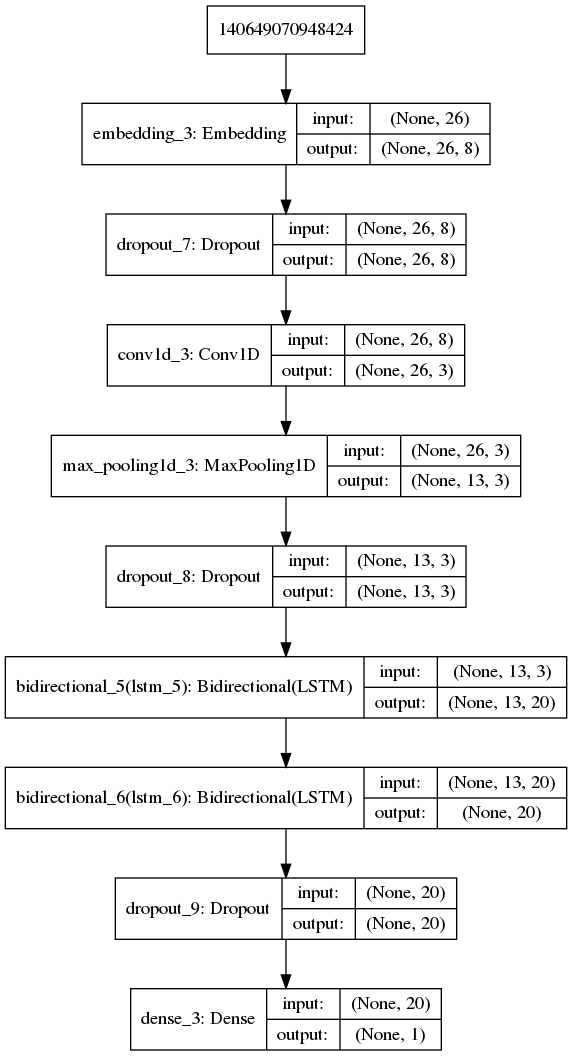 140649070948424
embedding_3: Embedding
input: (None, 26)
output: (None, 26, 8)
dropout_7: Dropout
input: (None, 26, 8)
output: (None, 26, 8)
conv1d_3: Conv1D
input: (None, 26, 8)
output: (None, 26, 3)
max_pooling1d_3: MaxPooling1D
input: (None, 26, 3)
output: (None, 13, 3)
dropout_8: Dropout
input: (None, 13, 3)
output: (None, 13, 3)
bidirectional_5(lstm_5): Bidirectional(LSTM)
input: (None, 13, 3)
output: (None, 13, 20)
bidirectional_6(lstm_6): Bidirectional(LSTM)
input: (None, 13, 20)
output: (None, 20)
dropout_9: Dropout
input: (None, 20)
output: (None, 20)
dense_3: Dense
input: (None, 20)
output: (None, 1)